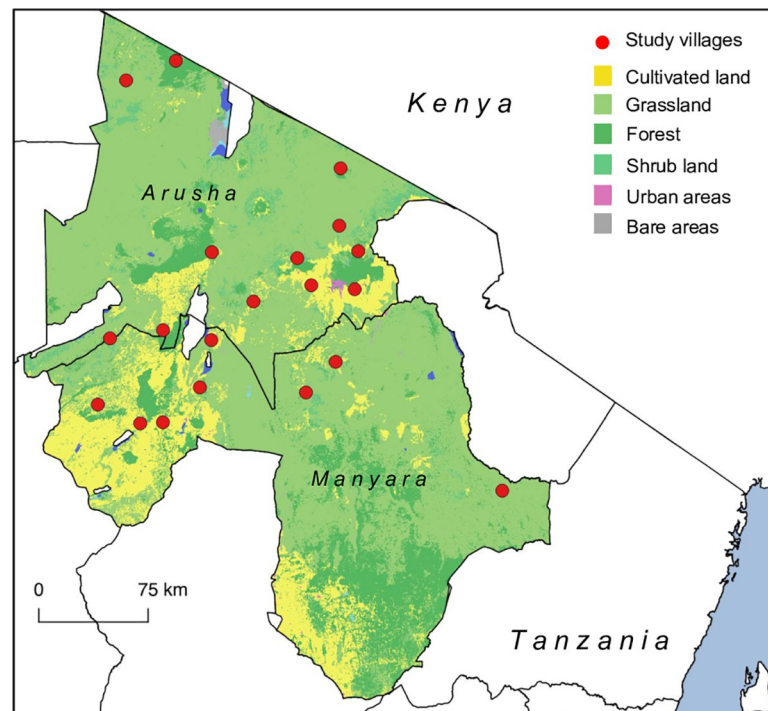 Study villages
Cultivated land
Grassland
Forest
Shrub land
Urban areas
Bare areas
Kenya
Arusha
Manyara
0 75 km
Tanzania